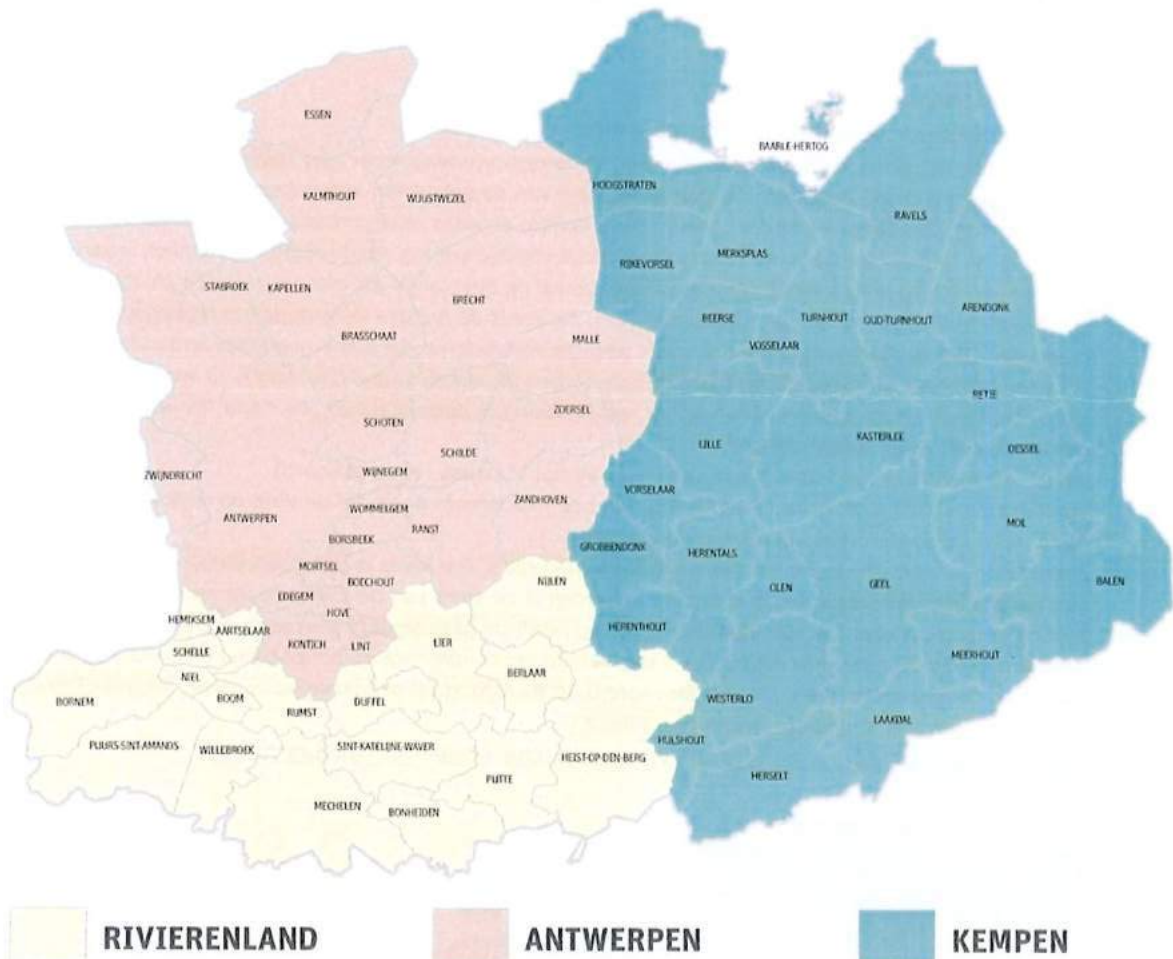 ESSEN
KALMTHOUT
WUUSTWEZEL
HOOGSTRATEN
BAARLE-HERTOG
RAVELS
STABROEK
KAPELLEN
BRECHT
RIJKEVORSEL
MERKSPLAS
BRASSCHAAT
MALLE
BEERSE
TURNHOUT
OUD-TURNHOUT
ARENDONK
VOSSELAAR
SCHOTEN
ZOERSEL
RETIE
ZWIJNDRECHT
WIJNEGEM
SCHILDE
LILLE
KASTERLEE
DESSEL
VORSELAAR
ANTWERPEN
WOMMELGEM
ZANDHOVEN
BORSBEEK
RANST
MOL
GROBBENDONK
HERENTALS
MORTSEL
BOECHOUT
NIJLEN
OLEN
GEEL
BALEN
EDEGEM
HOVE
HEMIKSEM
AARTSELAAR
KONTICH
LINT
LIER
HERENTHOUT
SCHELLE
MEERHOUT
NIEL
BERLAAR
BORNEM
BOOM
RUMST
DUFFEL
WESTERLO
LAAKDAL
PUURS-SINT-AMANDS
WILLEBROEK
SINT-KATELIJNE-WAVER
HEIST-OP-DEN-BERG
HULSHOUT
PUTTE
HERSELT
MECHELEN
BONHEIDEN
RIVIERENLAND
ANTWERPEN
KEMPEN